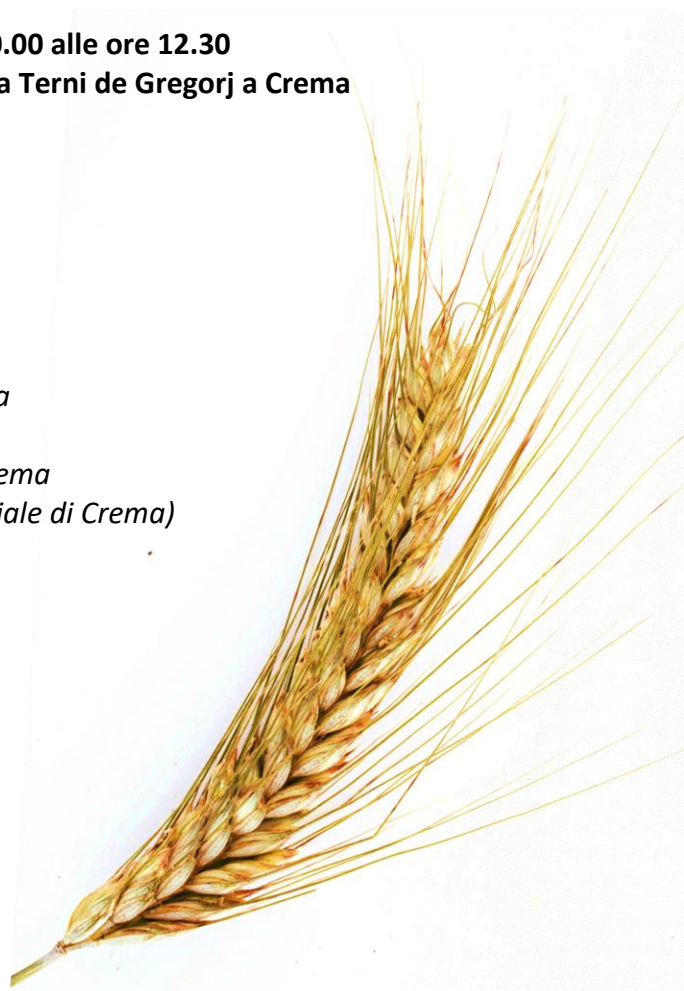 .00 alle ore 12.30
a Terni de Gregorj a Crema
a
ema
iale di Crema)